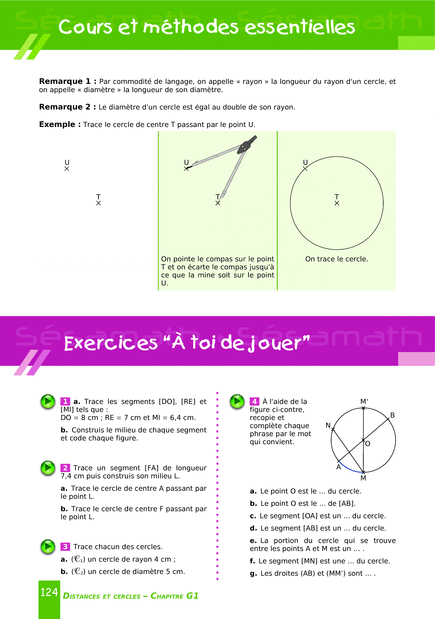 Cours et méthodes essentielles
Remarque 1 : Par commodité de langage, on appelle « rayon » la longueur du rayon d'un cercle, et
on appelle « diamètre » la longueur de son diamètre.
Remarque 2 : Le diamètre d'un cercle est égal au double de son rayon.
Exemple : Trace le cercle de centre T passant par le point U.
U
T
U
T
On pointe le compas sur le point
T et on écarte le compas jusqu'à
ce que la mine soit sur le point
U.
U
T
On trace le cercle.
Exercices “À toi de jouer”
1 a. Trace les segments [DO], [RE] et
[MI] tels que :
DO = 8 cm ; RE = 7 cm et MI = 6,4 cm.
b. Construis le milieu de chaque segment
et code chaque figure.
2 Trace un segment [FA] de longueur
7,4 cm puis construis son milieu L.
a. Trace le cercle de centre A passant par
le point L.
b. Trace le cercle de centre F passant par
le point L.
3 Trace chacun des cercles.
a. (C1) un cercle de rayon 4 cm ;
b. (C2) un cercle de diamètre 5 cm.
4 À l'aide de la
figure ci-contre,
recopie et
complète chaque
phrase par le mot
qui convient.
M'
B
N
O
A
M
a. Le point O est le ... du cercle.
b. Le point O est le ... de [AB].
c. Le segment [OA] est un ... du cercle.
d. Le segment [AB] est un ... du cercle.
e. La portion du cercle qui se trouve
entre les points A et M est un ... .
f. Le segment [MN] est une ... du cercle.
g. Les droites (AB) et (MM') sont ... .
124 Distances et cercles – Chapitre G1